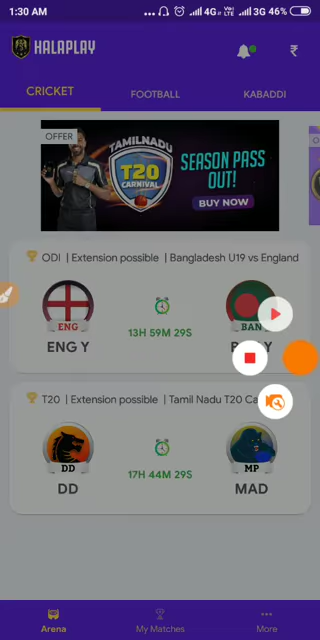 1:30 AM ... 4G VoLTE 3G 46%
HALAPLAY
₹
CRICKET FOOTBALL KABADDI
OFFER
TAMILNADU
T20
CARNIVAL
SEASON PASS
OUT!
BUY NOW
ODI | Extension possible | Bangladesh U19 vs England
ENG BAN
13H 59M 29S
ENG Y
T20 | Extension possible | Tamil Nadu T20 Ca
DD MP
17H 44M 29S
DD MAD
Arena My Matches More